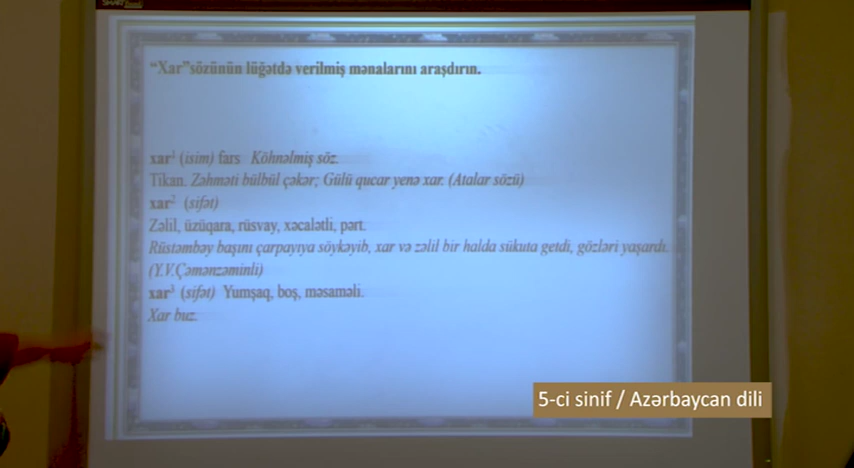 SMART Board
“Xar”sözünün lüğətdə verilmiş mənalarını araşdırın.
xar¹ (isim) fars Köhnəlmiş söz.
Tikan. Zəhməti bülbül çəkər; Gülü qucar yenə xar. (Atalar sözü)
xar² (sifət)
Zəlil, üzüqara, rüsvay, xəcalətli, pərt.
Rüstəmbəy başını çarpayıya söykəyib, xar və zəlil bir halda sükuta getdi, gözləri yaşardı.
(Y.V.Çəmənzəminli)
xar³ (sifət) Yumşaq, boş, məsaməli.
Xar buz.
5-ci sinif / Azərbaycan dili